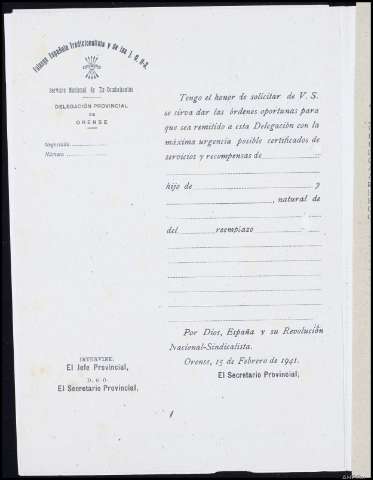 Falange Española Tradicionalista y de las J. O. N-S.
Servicio Nacional de Ex-Combatientes
DELEGACIÓN PROVINCIAL
DE
ORENSE
Negociado
Número
Tengo el honor de solicitar de V. S.
se sirva dar las órdenes oportunas para
que sea remitido a esta Delegación con la
máxima urgencia posible certificados de
servicios y recompensas de
hijo de y
, natural de
del reemplazo
Por Dios, España y su Revolución
Nacional-Sindicalista.
Orense, 15 de Febrero de 1941.
El Secretario Provincial,
INTERVINE:
El Jefe Provincial,
D. S. O
El Secretario Provincial,